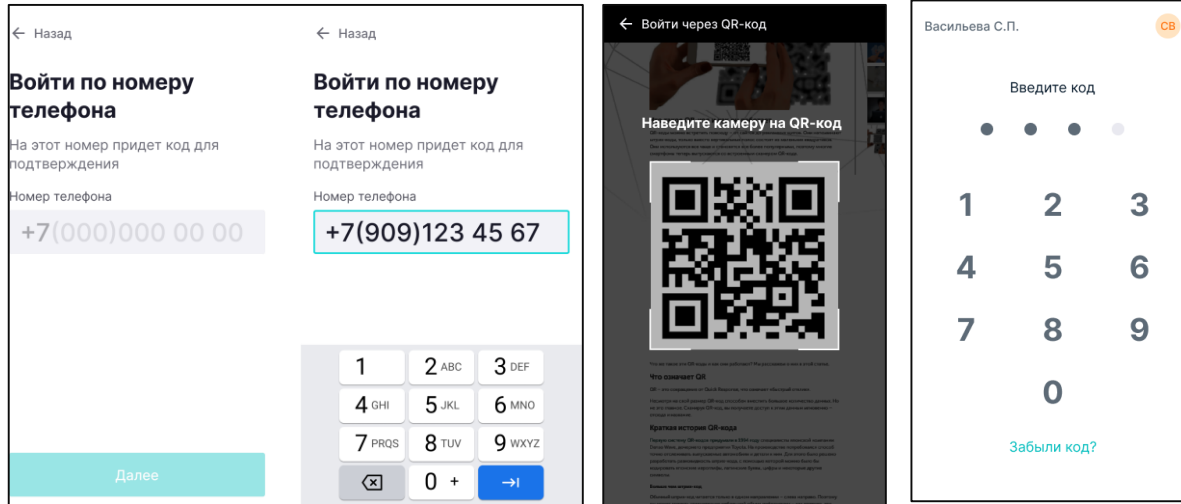 ← Назад
Войти по номеру
телефона
На этот номер придет код для
подтверждения
Номер телефона
+7(000)000 00 00
Далее
← Назад
Войти по номеру
телефона
На этот номер придет код для
подтверждения
Номер телефона
+7(909)123 45 67
1
2 ABC
3 DEF
4 GHI
5 JKL
6 MNO
7 PRQS
8 TUV
9 WXYZ
0 +
← Войти через QR-код
Наведите камеру на QR-код
Что означает QR
Краткая история QR-кода
Васильева С.П.
СВ
Введите код
1 2 3
4 5 6
7 8 9
0
Забыли код?